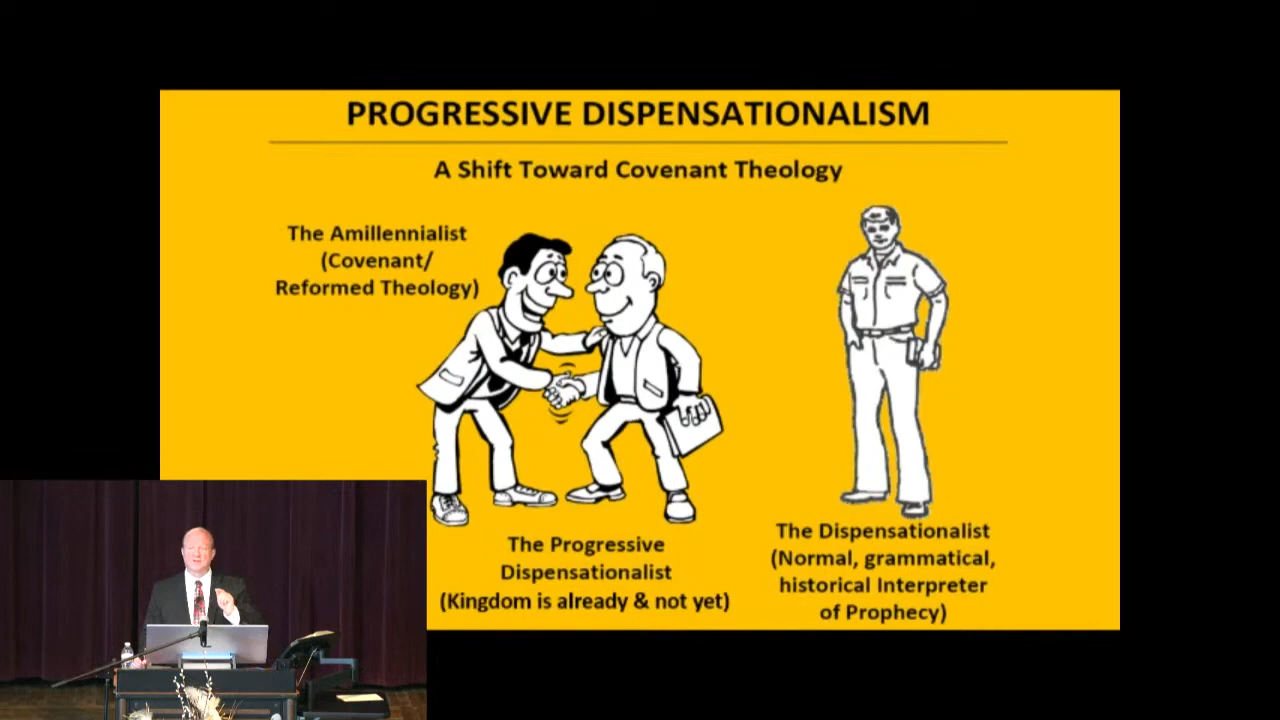 PROGRESSIVE DISPENSATIONALISM
A Shift Toward Covenant Theology
The Amillennialist
(Covenant/
Reformed Theology)
The Progressive
Dispensationalist
(Kingdom is already & not yet)
The Dispensationalist
(Normal, grammatical,
historical Interpreter
of Prophecy)